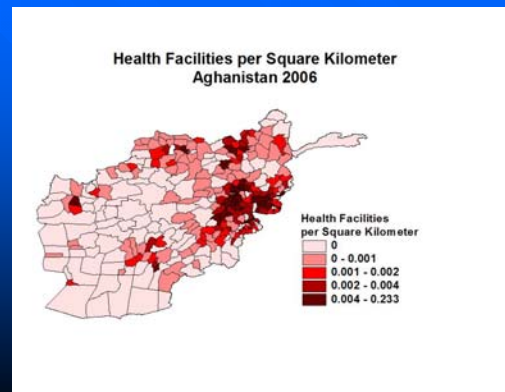 Health Facilities per Square Kilometer
Aghanistan 2006
Health Facilities
per Square Kilometer
0
0 - 0.001
0.001 - 0.002
0.002 - 0.004
0.004 - 0.233